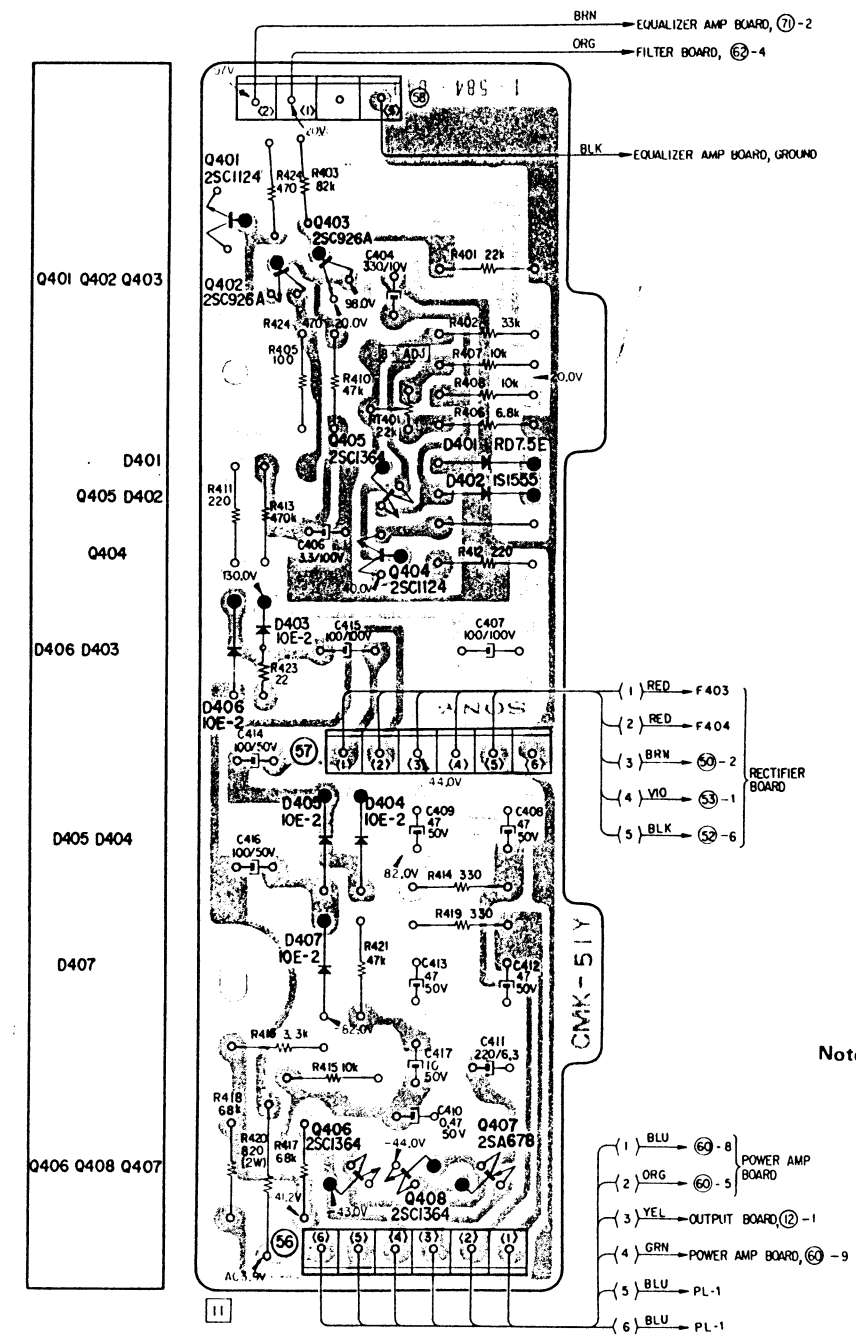 BRN
EQUALIZER AMP BOARD, (71)-2
ORG
FILTER BOARD, (62)-4
(2) (1) (5) (58)
1-584
20V
BLK
EQUALIZER AMP BOARD, GROUND
Q401
2SC1124
R424
470
R403
82k
Q403
2SC926A
C404
330/10V
R401 22k
Q401 Q402 Q403
Q402
2SC926A
98.0V
R424 470
20.0V
R402 33k
R405
100
B+ ADJ
R407 10k
R410
47k
R408 10k
20.0V
RT401
22k
R406 6.8k
Q405
2SC1364
D401 RD7.5E
D401
D402 1S1555
Q405 D402
R411
220
R413
470k
C406
3.3/100V
Q404
R412 220
130.0V
Q404
2SC1124
D403
10E-2
C415
100/100V
C407
100/100V
D406 D403
R423
22
(1) RED F403
D406
10E-2
SONY
(2) RED F404
C414
100/50V
(57)
(1) (2) (3) (4) (5) (6)
(3) BRN (50)-2
RECTIFIER
BOARD
44.0V
(4) VIO (53)-1
D405
10E-2
D404
10E-2
C409
47
50V
C408
47
50V
(5) BLK (52)-6
D405 D404
C416
100/50V
82.0V
R414 330
R419 330
D407
10E-2
R421
47k
D407
C413
47
50V
C412
47
50V
CMK-51Y
-82.0V
R416 3.3k
C417
10
50V
C411
220/6.3
Note
R415 10k
R418
68k
C410
0.47
50V
R420
820
(2W)
R417
68k
Q406
2SC1364
-44.0V
Q407
2SA678
(1) BLU (60)-8
POWER AMP
BOARD
Q406 Q408 Q407
(2) ORG (60)-5
41.2V
-43.0V
Q408
2SC1364
(3) YEL OUTPUT BOARD, (12)-1
(56)
(6) (5) (4) (3) (2) (1)
(4) GRN POWER AMP BOARD, (60)-9
(5) BLU PL-1
11
(6) BLU PL-1